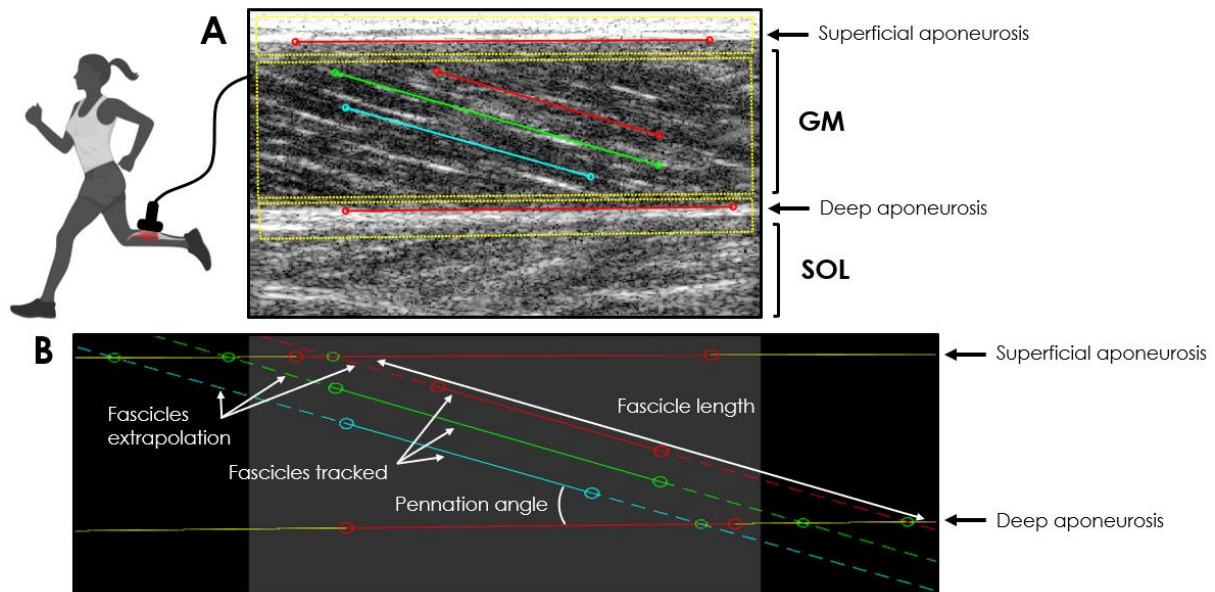 A
Superficial aponeurosis
GM
Deep aponeurosis
SOL
B
Superficial aponeurosis
Fascicle length
Fascicles
extrapolation
Fascicles tracked
Pennation angle
Deep aponeurosis